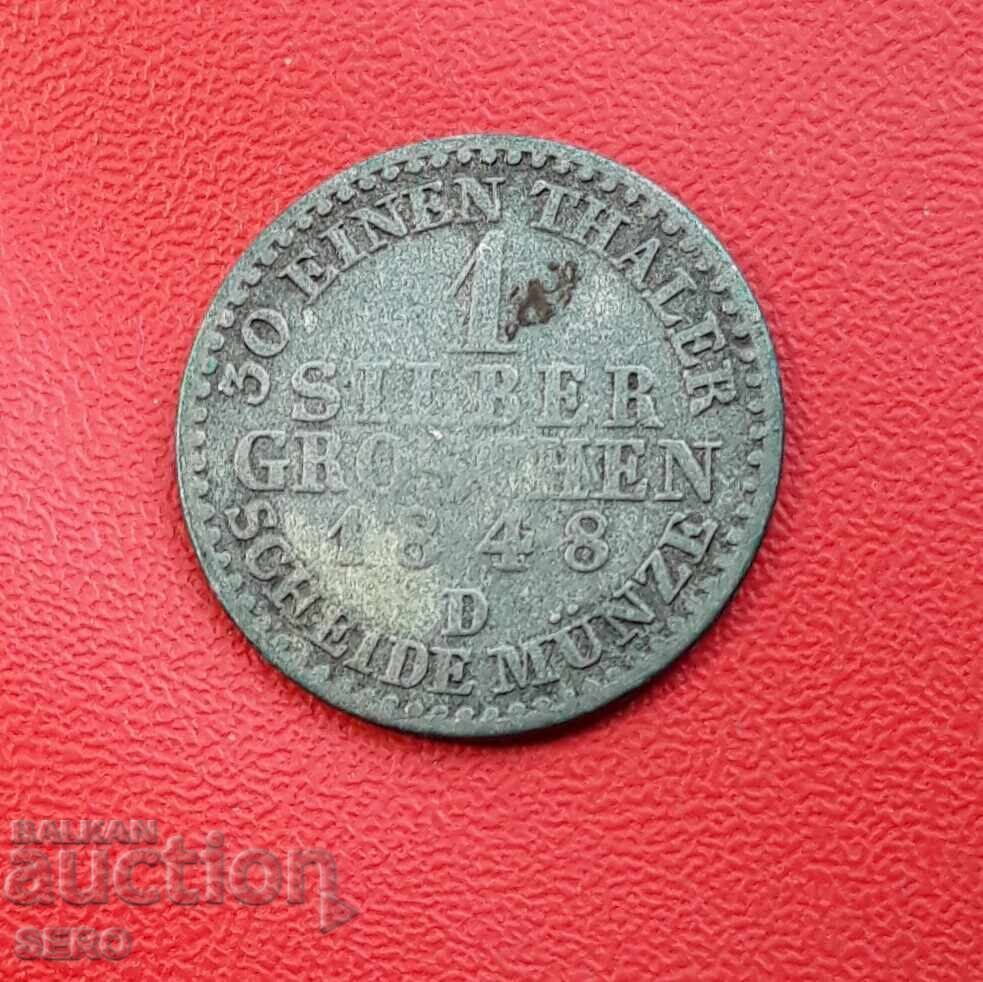 30 EINEN THALER
1
SILBER
GROSCHEN
1848
D
SCHEIDE MÜNZE
BALKAN
auction
SERO